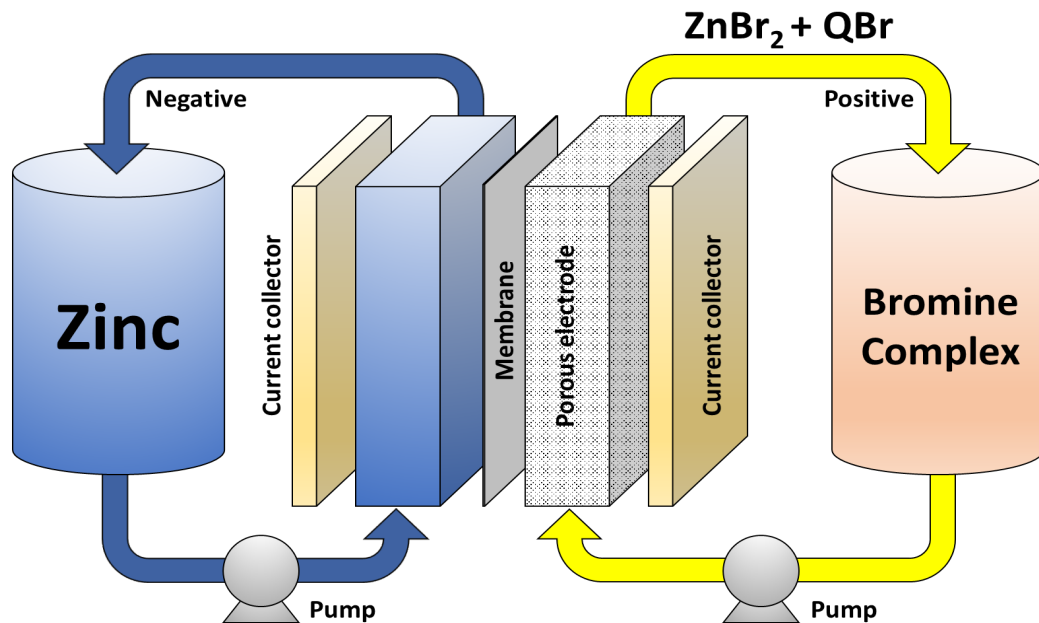 ZnBr₂ + QBr
Negative
Positive
Zinc
Current collector
Membrane
Porous electrode
Current collector
Bromine
Complex
Pump
Pump